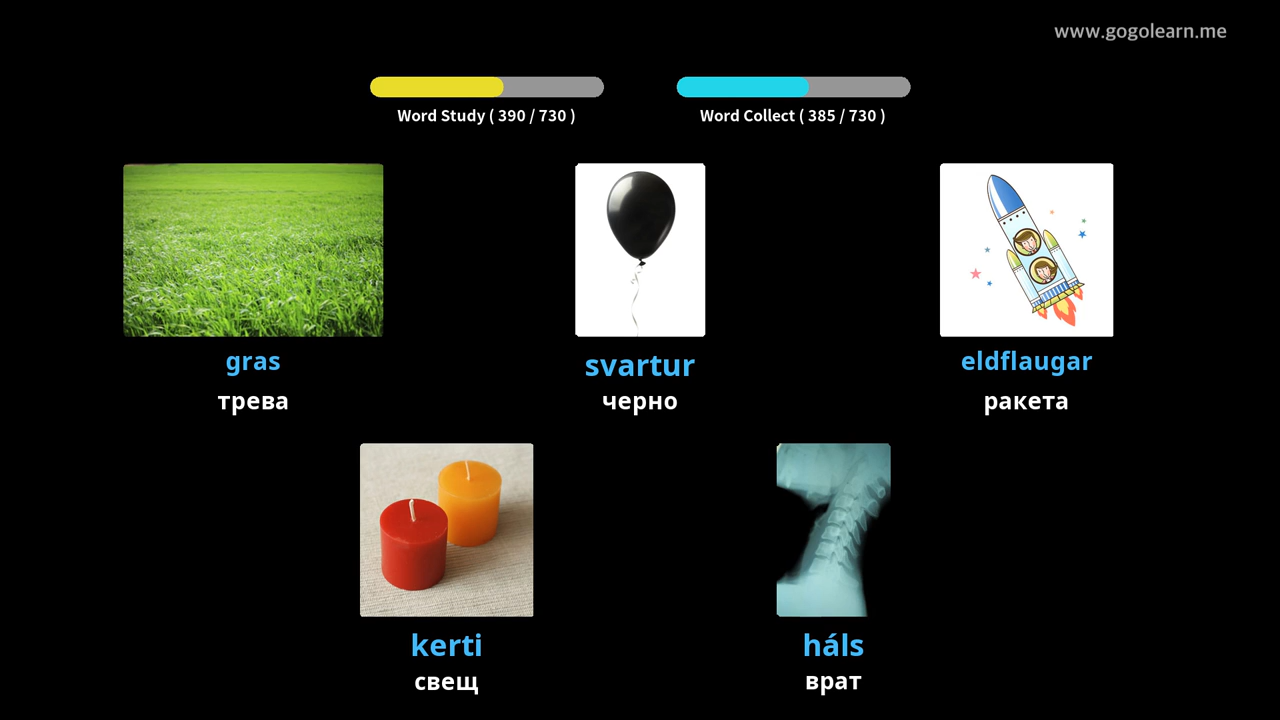 www.gogolearn.me
Word Study ( 390 / 730 )
Word Collect ( 385 / 730 )
gras
svartur
eldflaugar
трева
черно
ракета
kerti
háls
свещ
врат